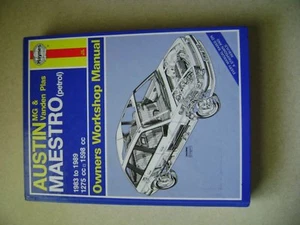 Haynes
AUSTIN MG &
Vanden Plas
MAESTRO (petrol)
1983 to 1989
1275 cc □ 1598 cc
Owners Workshop Manual